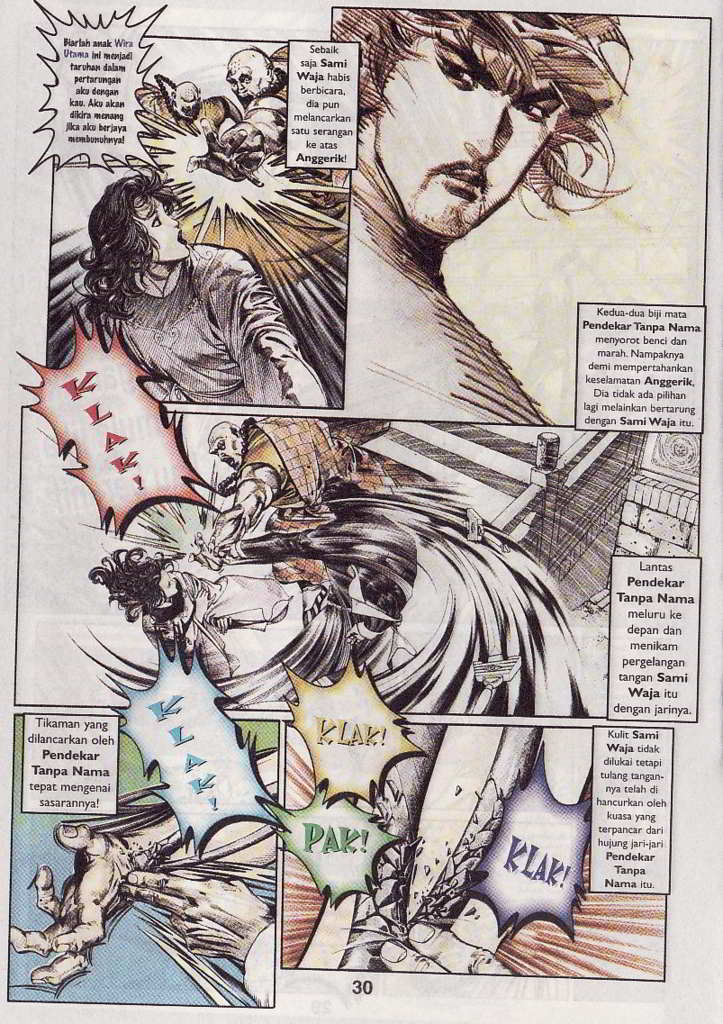 Biarlah anak Wira
Utama ini menjadi
taruhan dalam
pertarungan
aku dengan
kau. Aku akan
dikira menang
jika aku berjaya
membunuhnya!
Sebaik
saja Sami
Waja habis
berbicara,
dia pun
melancarkan
satu serangan
ke atas
Anggerik!
Kedua-dua biji mata
Pendekar Tanpa Nama
menyorot benci dan
marah. Nampaknya
demi mempertahankan
keselamatan Anggerik,
Dia tidak ada pilihan
lagi melainkan bertarung
dengan Sami Waja itu.
KLAK!
Lantas
Pendekar
Tanpa Nama
meluru ke
depan dan
menikam
pergelangan
tangan Sami
Waja itu
dengan jarinya.
Tikaman yang
dilancarkan oleh
Pendekar
Tanpa Nama
tepat mengenai
sasarannya!
KLAK!
KLAK!
PAK!
KLAK!
Kulit Sami
Waja tidak
dilukai tetapi
tulang tangan-
nya telah di
hancurkan oleh
kuasa yang
terpancar dari
hujung jari-jari
Pendekar
Tanpa
Nama itu.
30